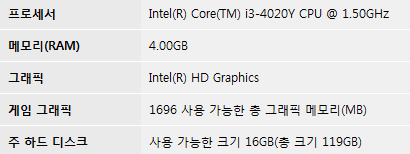 프로세서 Intel(R) Core(TM) i3-4020Y CPU @ 1.50GHz
메모리(RAM) 4.00GB
그래픽 Intel(R) HD Graphics
게임 그래픽 1696 사용 가능한 총 그래픽 메모리(MB)
주 하드 디스크 사용 가능한 크기 16GB(총 크기 119GB)